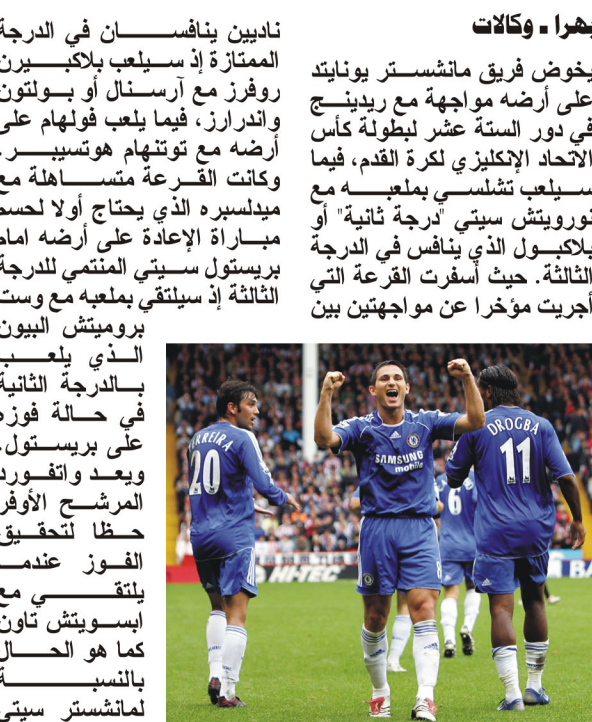 بهرا . وكالات
يخوض فريق مانشستر يونايتد
على أرضه مواجهة مع ريدينج
في دور الستة عشر لبطولة كأس
الاتحاد الإنكليزي لكرة القدم، فيما
سيلعب تشلسي بملعبه مع
نورويتش سيتي "درجة ثانية" أو
بلاكبول الذي ينافس في الدرجة
الثالثة. حيث أسفرت القرعة التي
أجريت مؤخرا عن مواجهتين بين
ناديين ينافسان في الدرجة
الممتازة إذ سيلعب بلاكبيرن
روفرز مع آرسنال أو بولتون
واندرارز، فيما يلعب فولهام على
أرضه مع توتنهام هوتسبير.
وكانت القرعة متساهلة مع
ميدلسبره الذي يحتاج أولا لحسم
مباراة الإعادة على أرضه امام
بريستول سيتي المنتمي للدرجة
الثالثة إذ سيلتقي بملعبه مع وست
بروميتش البيون
الذي يلعب
بالدرجة الثانية
في حالة فوزه
على بريستول.
ويعد واتفورد
المرشح الأوفر
حظا لتحقيق
الفوز عندما
يلتقي مع
ابسويتش تاون
كما هو الحال
بالنسبة
لمانشستر سيتي
FERREIRA
20
SAMSUNG
mobile
8
6
DROGBA
11
HI-TEC
BA